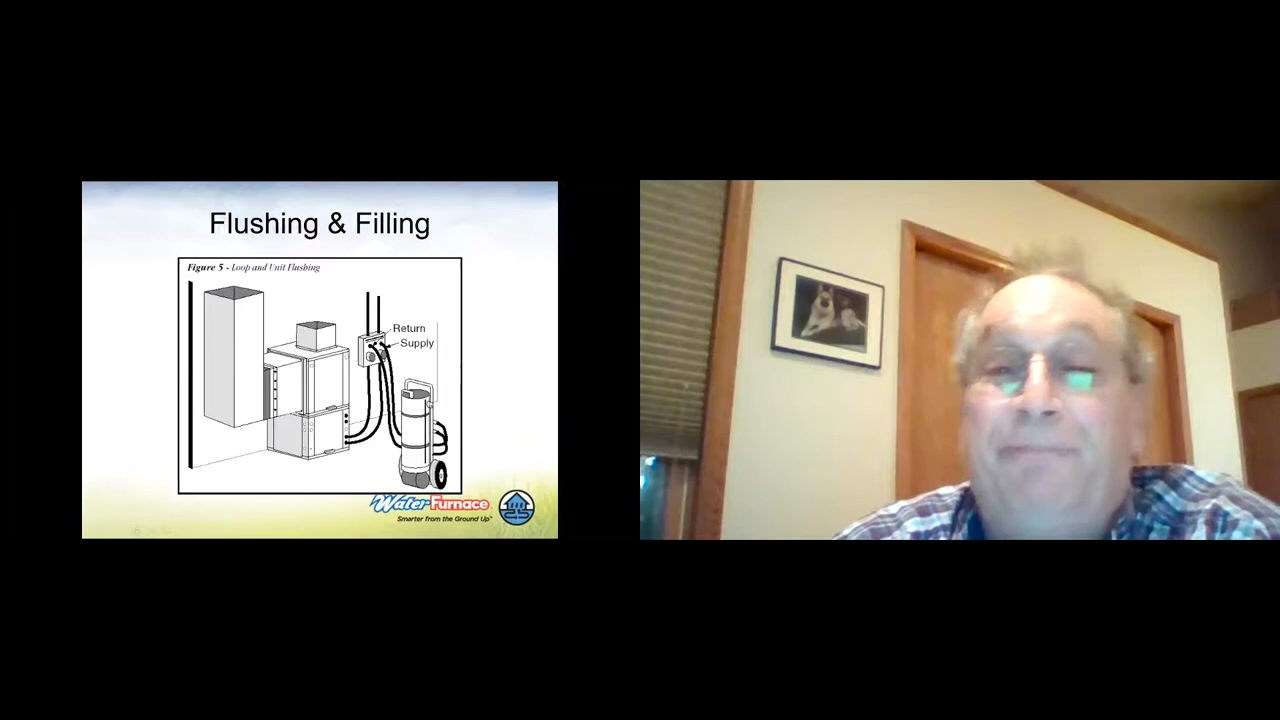 Flushing & Filling
Figure 5 - Loop and Unit Flushing
Return
Supply
WaterFurnace
Smarter from the Ground Up